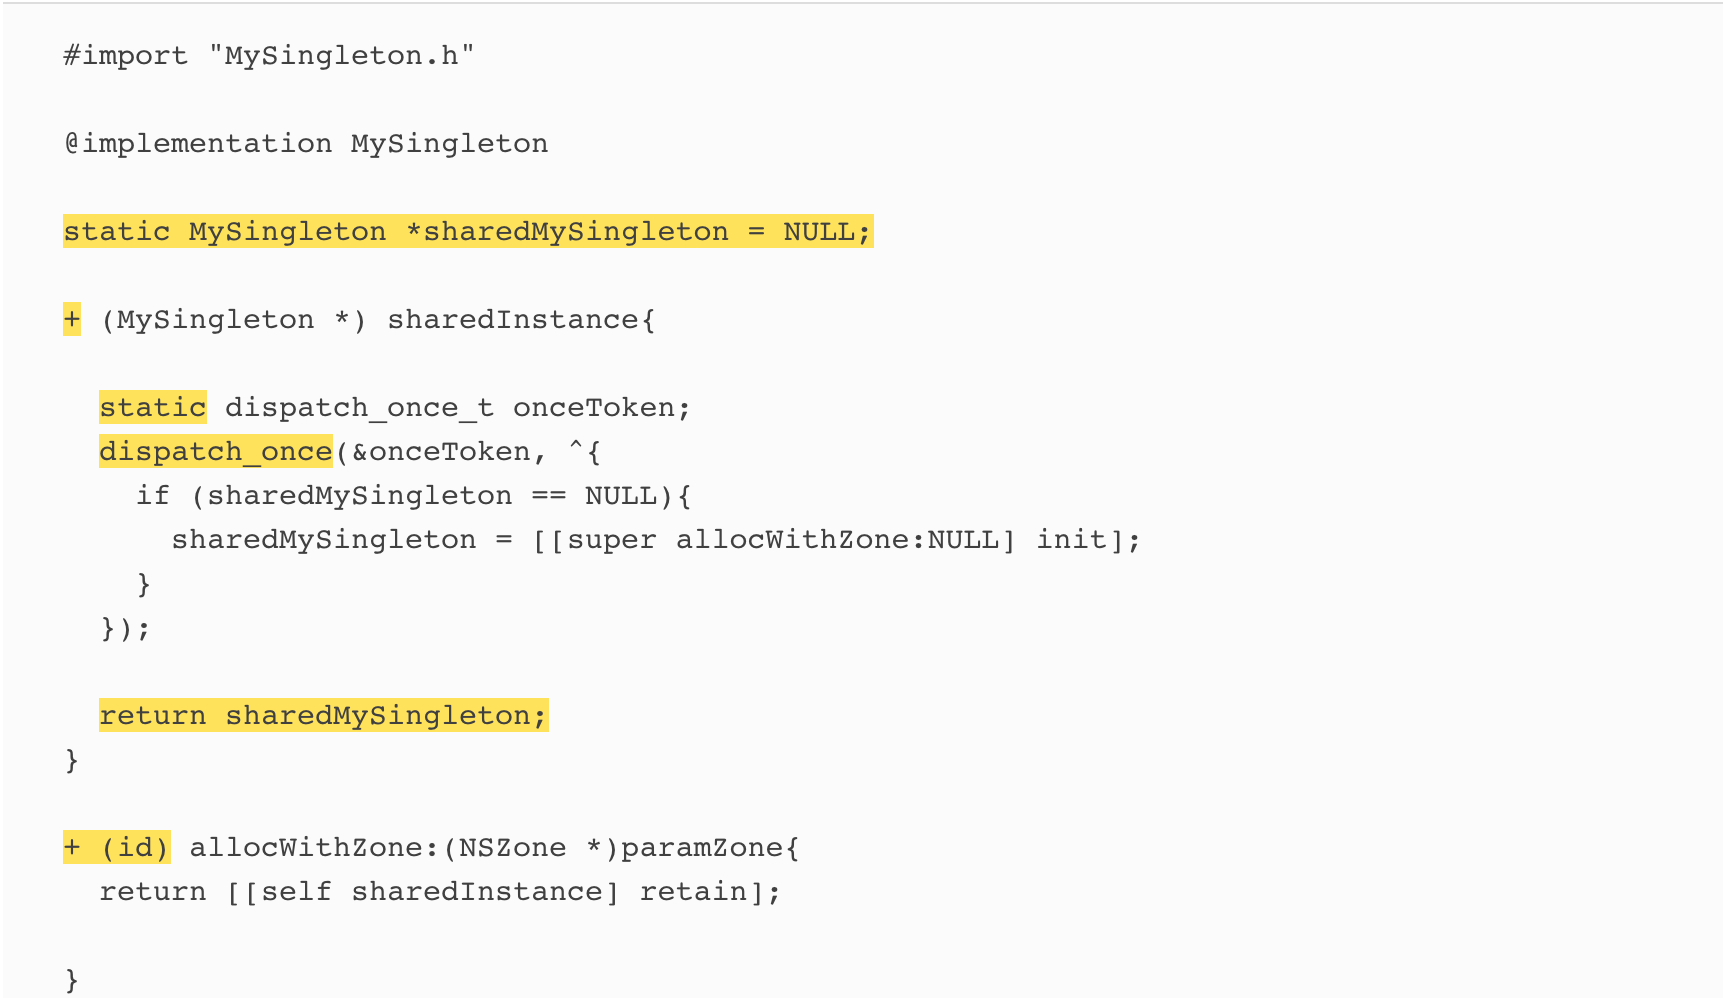 #import "MySingleton.h"
@implementation MySingleton
static MySingleton *sharedMySingleton = NULL;
+ (MySingleton *) sharedInstance{
static dispatch_once_t onceToken;
dispatch_once(&onceToken, ^{
if (sharedMySingleton == NULL){
sharedMySingleton = [[super allocWithZone:NULL] init];
}
});
return sharedMySingleton;
}
+ (id) allocWithZone:(NSZone *)paramZone{
return [[self sharedInstance] retain];
}